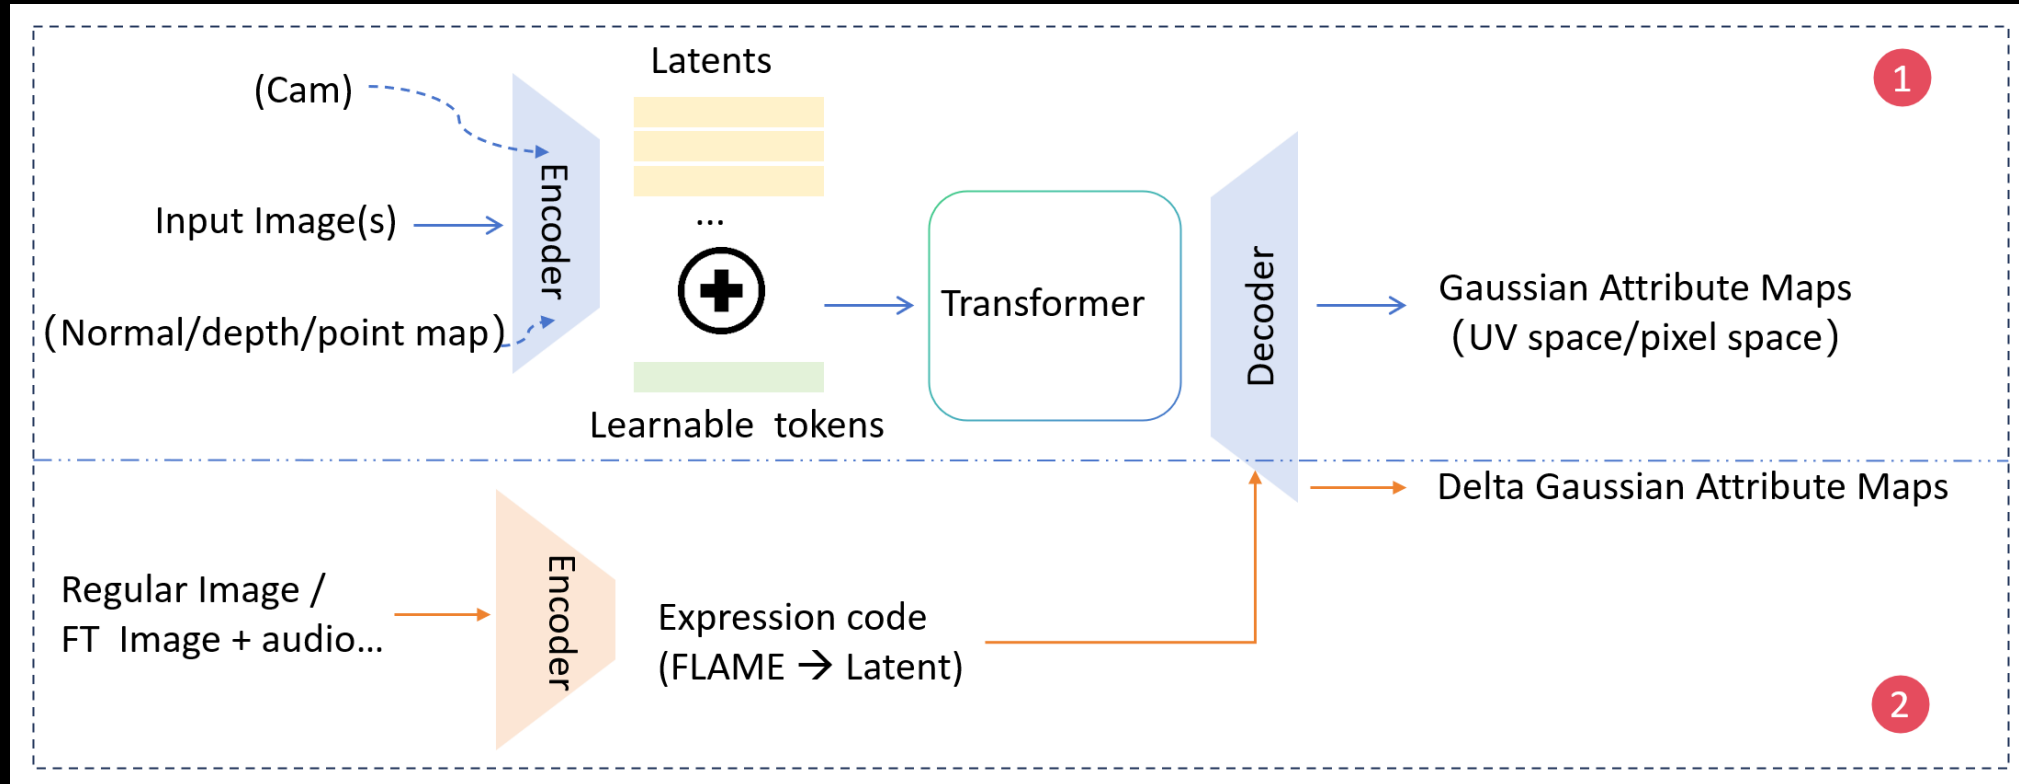 Latents
1
(Cam)
Encoder
Input Image(s)
...
(Normal/depth/point map)
Learnable tokens
Transformer
Decoder
Gaussian Attribute Maps
(UV space/pixel space)
Delta Gaussian Attribute Maps
Regular Image /
FT Image + audio...
Encoder
Expression code
(FLAME → Latent)
2